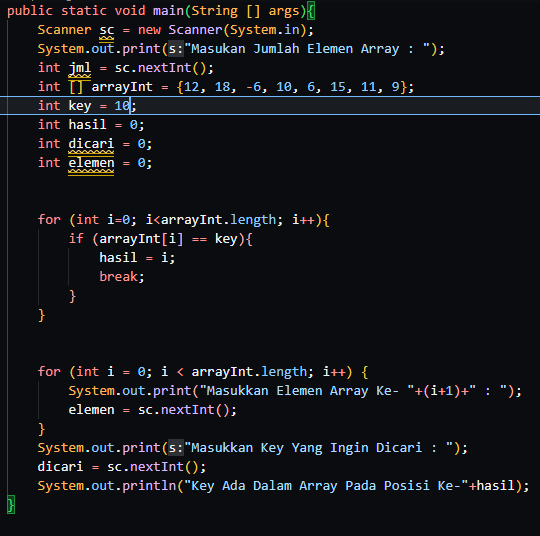 public static void main(String [] args){
Scanner sc = new Scanner(System.in);
System.out.print(s:"Masukan Jumlah Elemen Array : ");
int jml = sc.nextInt();
int [] arrayInt = {12, 18, -6, 10, 6, 15, 11, 9};
int key = 10;
int hasil = 0;
int dicari = 0;
int elemen = 0;
for (int i=0; i<arrayInt.length; i++){
if (arrayInt[i] == key){
hasil = i;
break;
}
}
for (int i = 0; i < arrayInt.length; i++) {
System.out.print("Masukkan Elemen Array Ke- "+(i+1)+" : ");
elemen = sc.nextInt();
}
System.out.print(s:"Masukkan Key Yang Ingin Dicari : ");
dicari = sc.nextInt();
System.out.println("Key Ada Dalam Array Pada Posisi Ke-"+hasil);
}